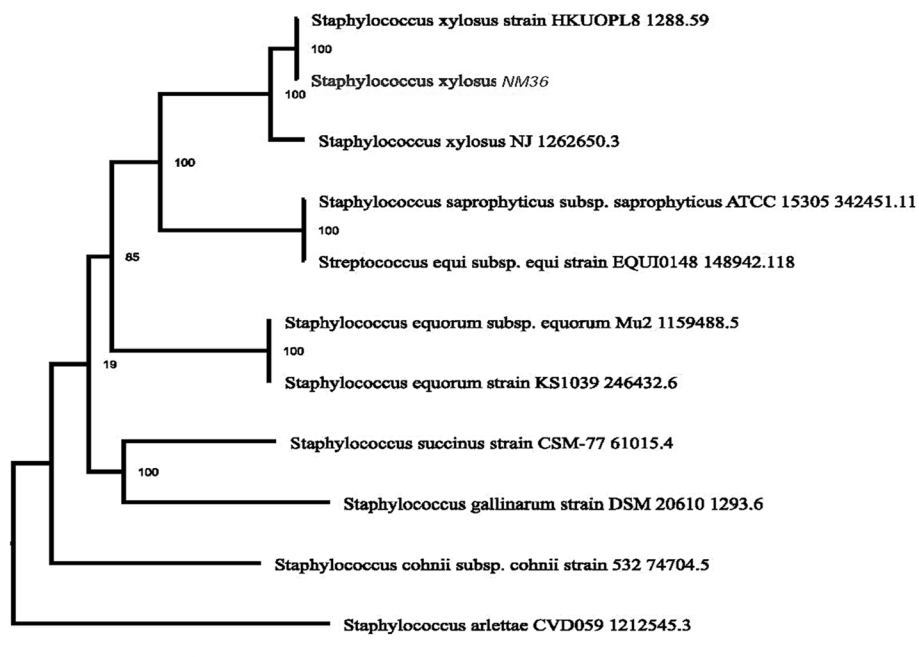 Staphylococcus xylosus strain HKUOPL8 1288.59
100
Staphylococcus xylosus NM36
100
Staphylococcus xylosus NJ 1262650.3
100
Staphylococcus saprophyticus subsp. saprophyticus ATCC 15305 342451.11
100
Streptococcus equi subsp. equi strain EQUI0148 148942.118
85
Staphylococcus equorum subsp. equorum Mu2 1159488.5
100
19
Staphylococcus equorum strain KS1039 246432.6
Staphylococcus succinus strain CSM-77 61015.4
100
Staphylococcus gallinarum strain DSM 20610 1293.6
Staphylococcus cohnii subsp. cohnii strain 532 74704.5
Staphylococcus arlettae CVD059 1212545.3